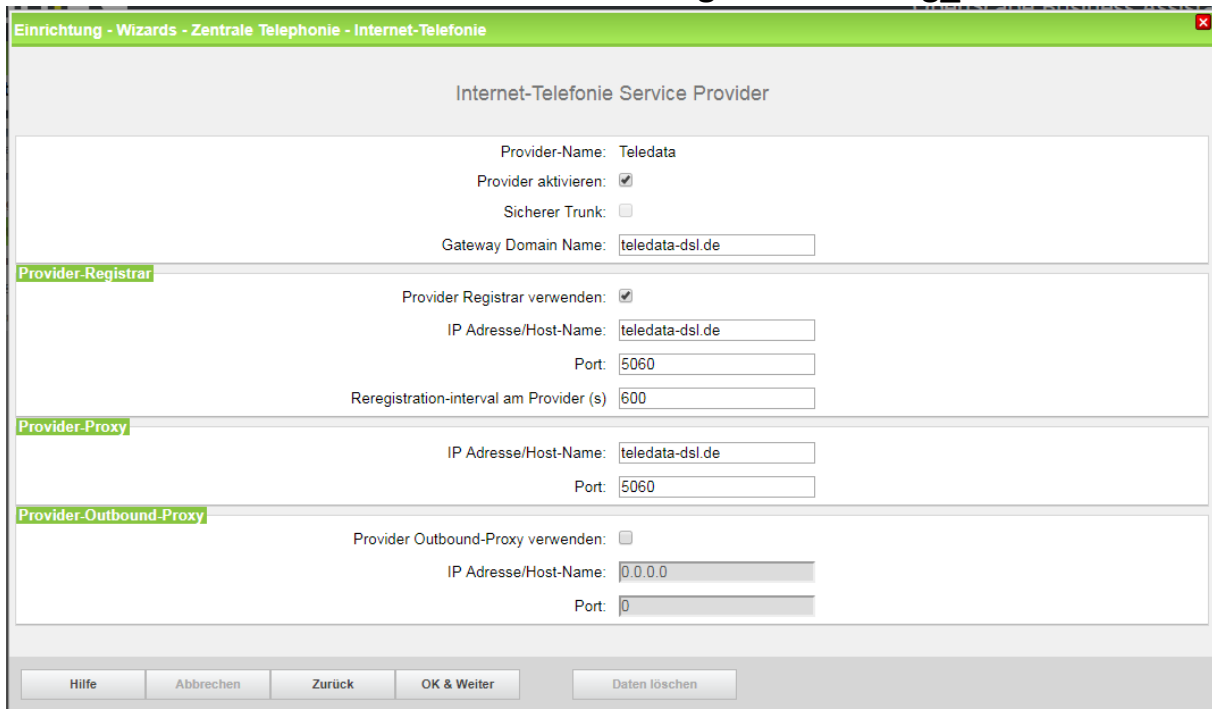 Einrichtung - Wizards - Zentrale Telephonie - Internet-Telefonie
Internet-Telefonie Service Provider
Provider-Name: Teledata
Provider aktivieren:
Sicherer Trunk:
Gateway Domain Name: teledata-dsl.de
Provider-Registrar
Provider Registrar verwenden:
IP Adresse/Host-Name: teledata-dsl.de
Port: 5060
Reregistration-interval am Provider (s) 600
Provider-Proxy
IP Adresse/Host-Name: teledata-dsl.de
Port: 5060
Provider-Outbound-Proxy
Provider Outbound-Proxy verwenden:
IP Adresse/Host-Name: 0.0.0.0
Port: 0
Hilfe Abbrechen Zurück OK & Weiter Daten löschen